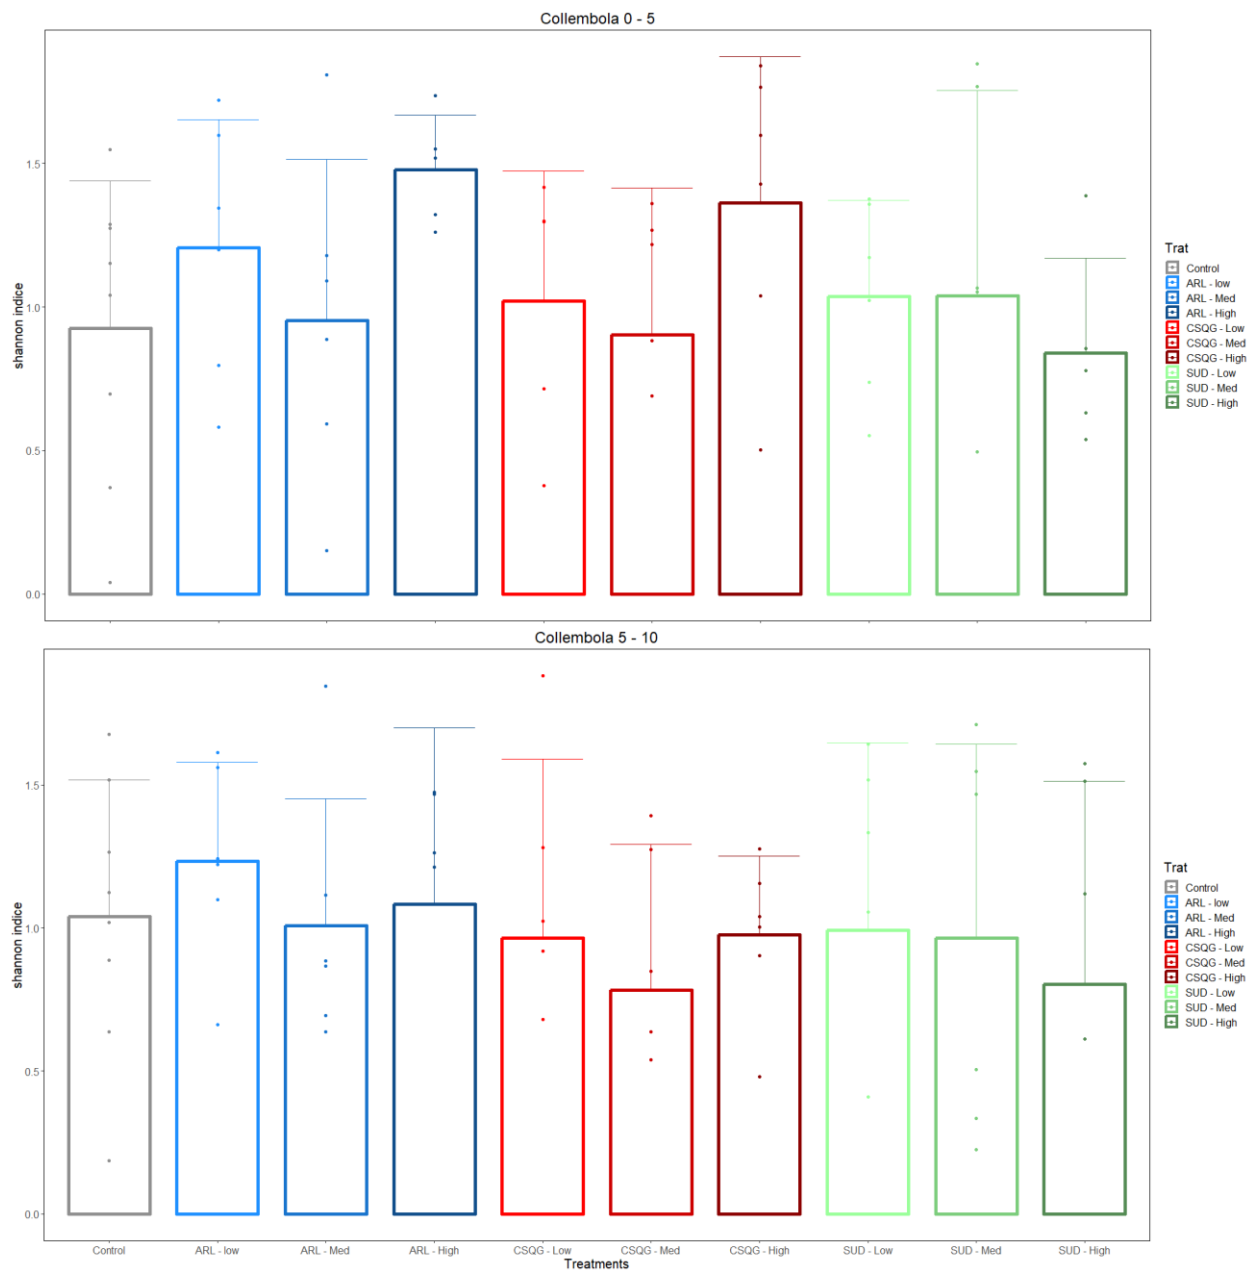 Collembola 0 - 5
1.5
1.0
0.5
0.0
shannon indice
Trat
Control
ARL - low
ARL - Med
ARL - High
CSQG - Low
CSQG - Med
CSQG - High
SUD - Low
SUD - Med
SUD - High
Collembola 5 - 10
1.5
1.0
0.5
0.0
shannon indice
Trat
Control
ARL - low
ARL - Med
ARL - High
CSQG - Low
CSQG - Med
CSQG - High
SUD - Low
SUD - Med
SUD - High
Control ARL - low ARL - Med ARL - High CSQG - Low CSQG - Med CSQG - High SUD - Low SUD - Med SUD - High
Treatments